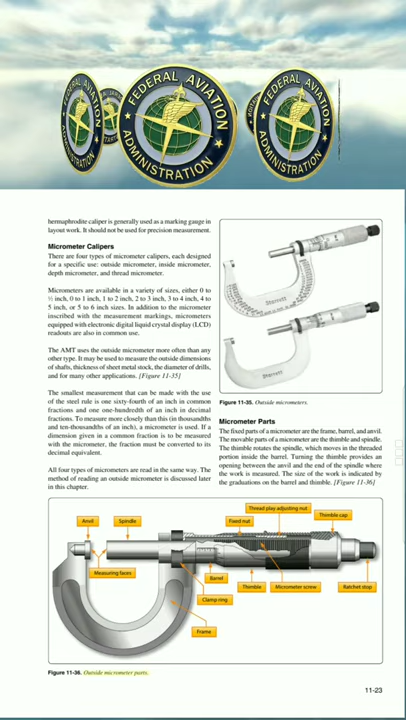 FEDERAL AVIATION
ADMINISTRATION
FEDERAL AVIATION
ADMINISTRATION
FEDERAL AVIATION
ADMINISTRATION
hermaphrodite caliper is generally used as a marking gauge in
layout work. It should not be used for precision measurement.
Micrometer Calipers
There are four types of micrometer calipers, each designed
for a specific use: outside micrometer, inside micrometer,
depth micrometer, and thread micrometer.
Micrometers are available in a variety of sizes, either 0 to
½ inch, 0 to 1 inch, 1 to 2 inch, 2 to 3 inch, 3 to 4 inch, 4 to
5 inch, or 5 to 6 inch sizes. In addition to the micrometer
inscribed with the measurement markings, micrometers
equipped with electronic digital liquid crystal display (LCD)
readouts are also in common use.
The AMT uses the outside micrometer more often than any
other type. It may be used to measure the outside dimensions
of shafts, thickness of sheet metal stock, the diameter of drills,
and for many other applications. [Figure 11-35]
The smallest measurement that can be made with the use
of the steel rule is one sixty-fourth of an inch in common
fractions and one one-hundredth of an inch in decimal
fractions. To measure more closely than this (in thousandths
and ten-thousandths of an inch), a micrometer is used. If a
dimension given in a common fraction is to be measured
with the micrometer, the fraction must be converted to its
decimal equivalent.
All four types of micrometers are read in the same way. The
method of reading an outside micrometer is discussed later
in this chapter.
Starrett
Starrett
Figure 11-35. Outside micrometers.
Micrometer Parts
The fixed parts of a micrometer are the frame, barrel, and anvil.
The movable parts of a micrometer are the thimble and spindle.
The thimble rotates the spindle, which moves in the threaded
portion inside the barrel. Turning the thimble provides an
opening between the anvil and the end of the spindle where
the work is measured. The size of the work is indicated by
the graduations on the barrel and thimble. [Figure 11-36]
Thread play adjusting nut
Thimble cap
Anvil
Spindle
Fixed nut
Measuring faces
Barrel
Thimble
Micrometer screw
Ratchet stop
Clamp ring
Frame
Figure 11-36. Outside micrometer parts.
11-23